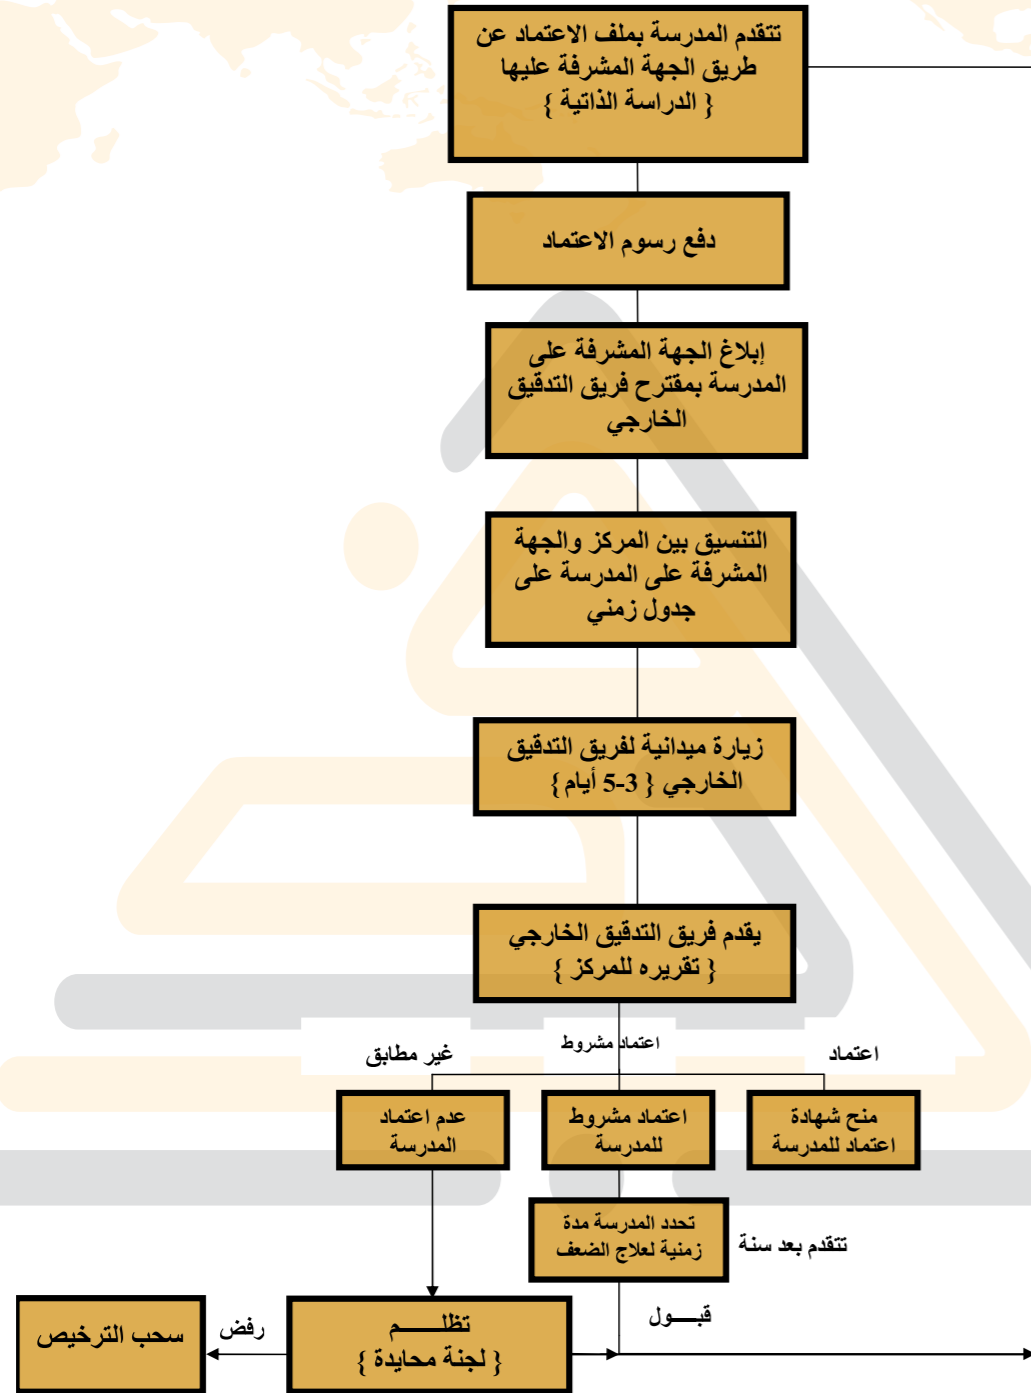 تتقدم المدرسة بملف الاعتماد عن
طريق الجهة المشرفة عليها
{ الدراسة الذاتية }
دفع رسوم الاعتماد
إبلاغ الجهة المشرفة على
المدرسة بمقترح فريق التدقيق
الخارجي
التنسيق بين المركز والجهة
المشرفة على المدرسة على
جدول زمني
زيارة ميدانية لفريق التدقيق
الخارجي { 3-5 أيام }
يقدم فريق التدقيق الخارجي
{ تقريره للمركز }
اعتماد
اعتماد مشروط
غير مطابق
منح شهادة
اعتماد للمدرسة
اعتماد مشروط
للمدرسة
عدم اعتماد
المدرسة
تحدد المدرسة مدة
زمنية لعلاج الضعف
تتقدم بعد سنة
قبـــول
تظلـــــم
{ لجنة محايدة }
رفض
سحب الترخيص